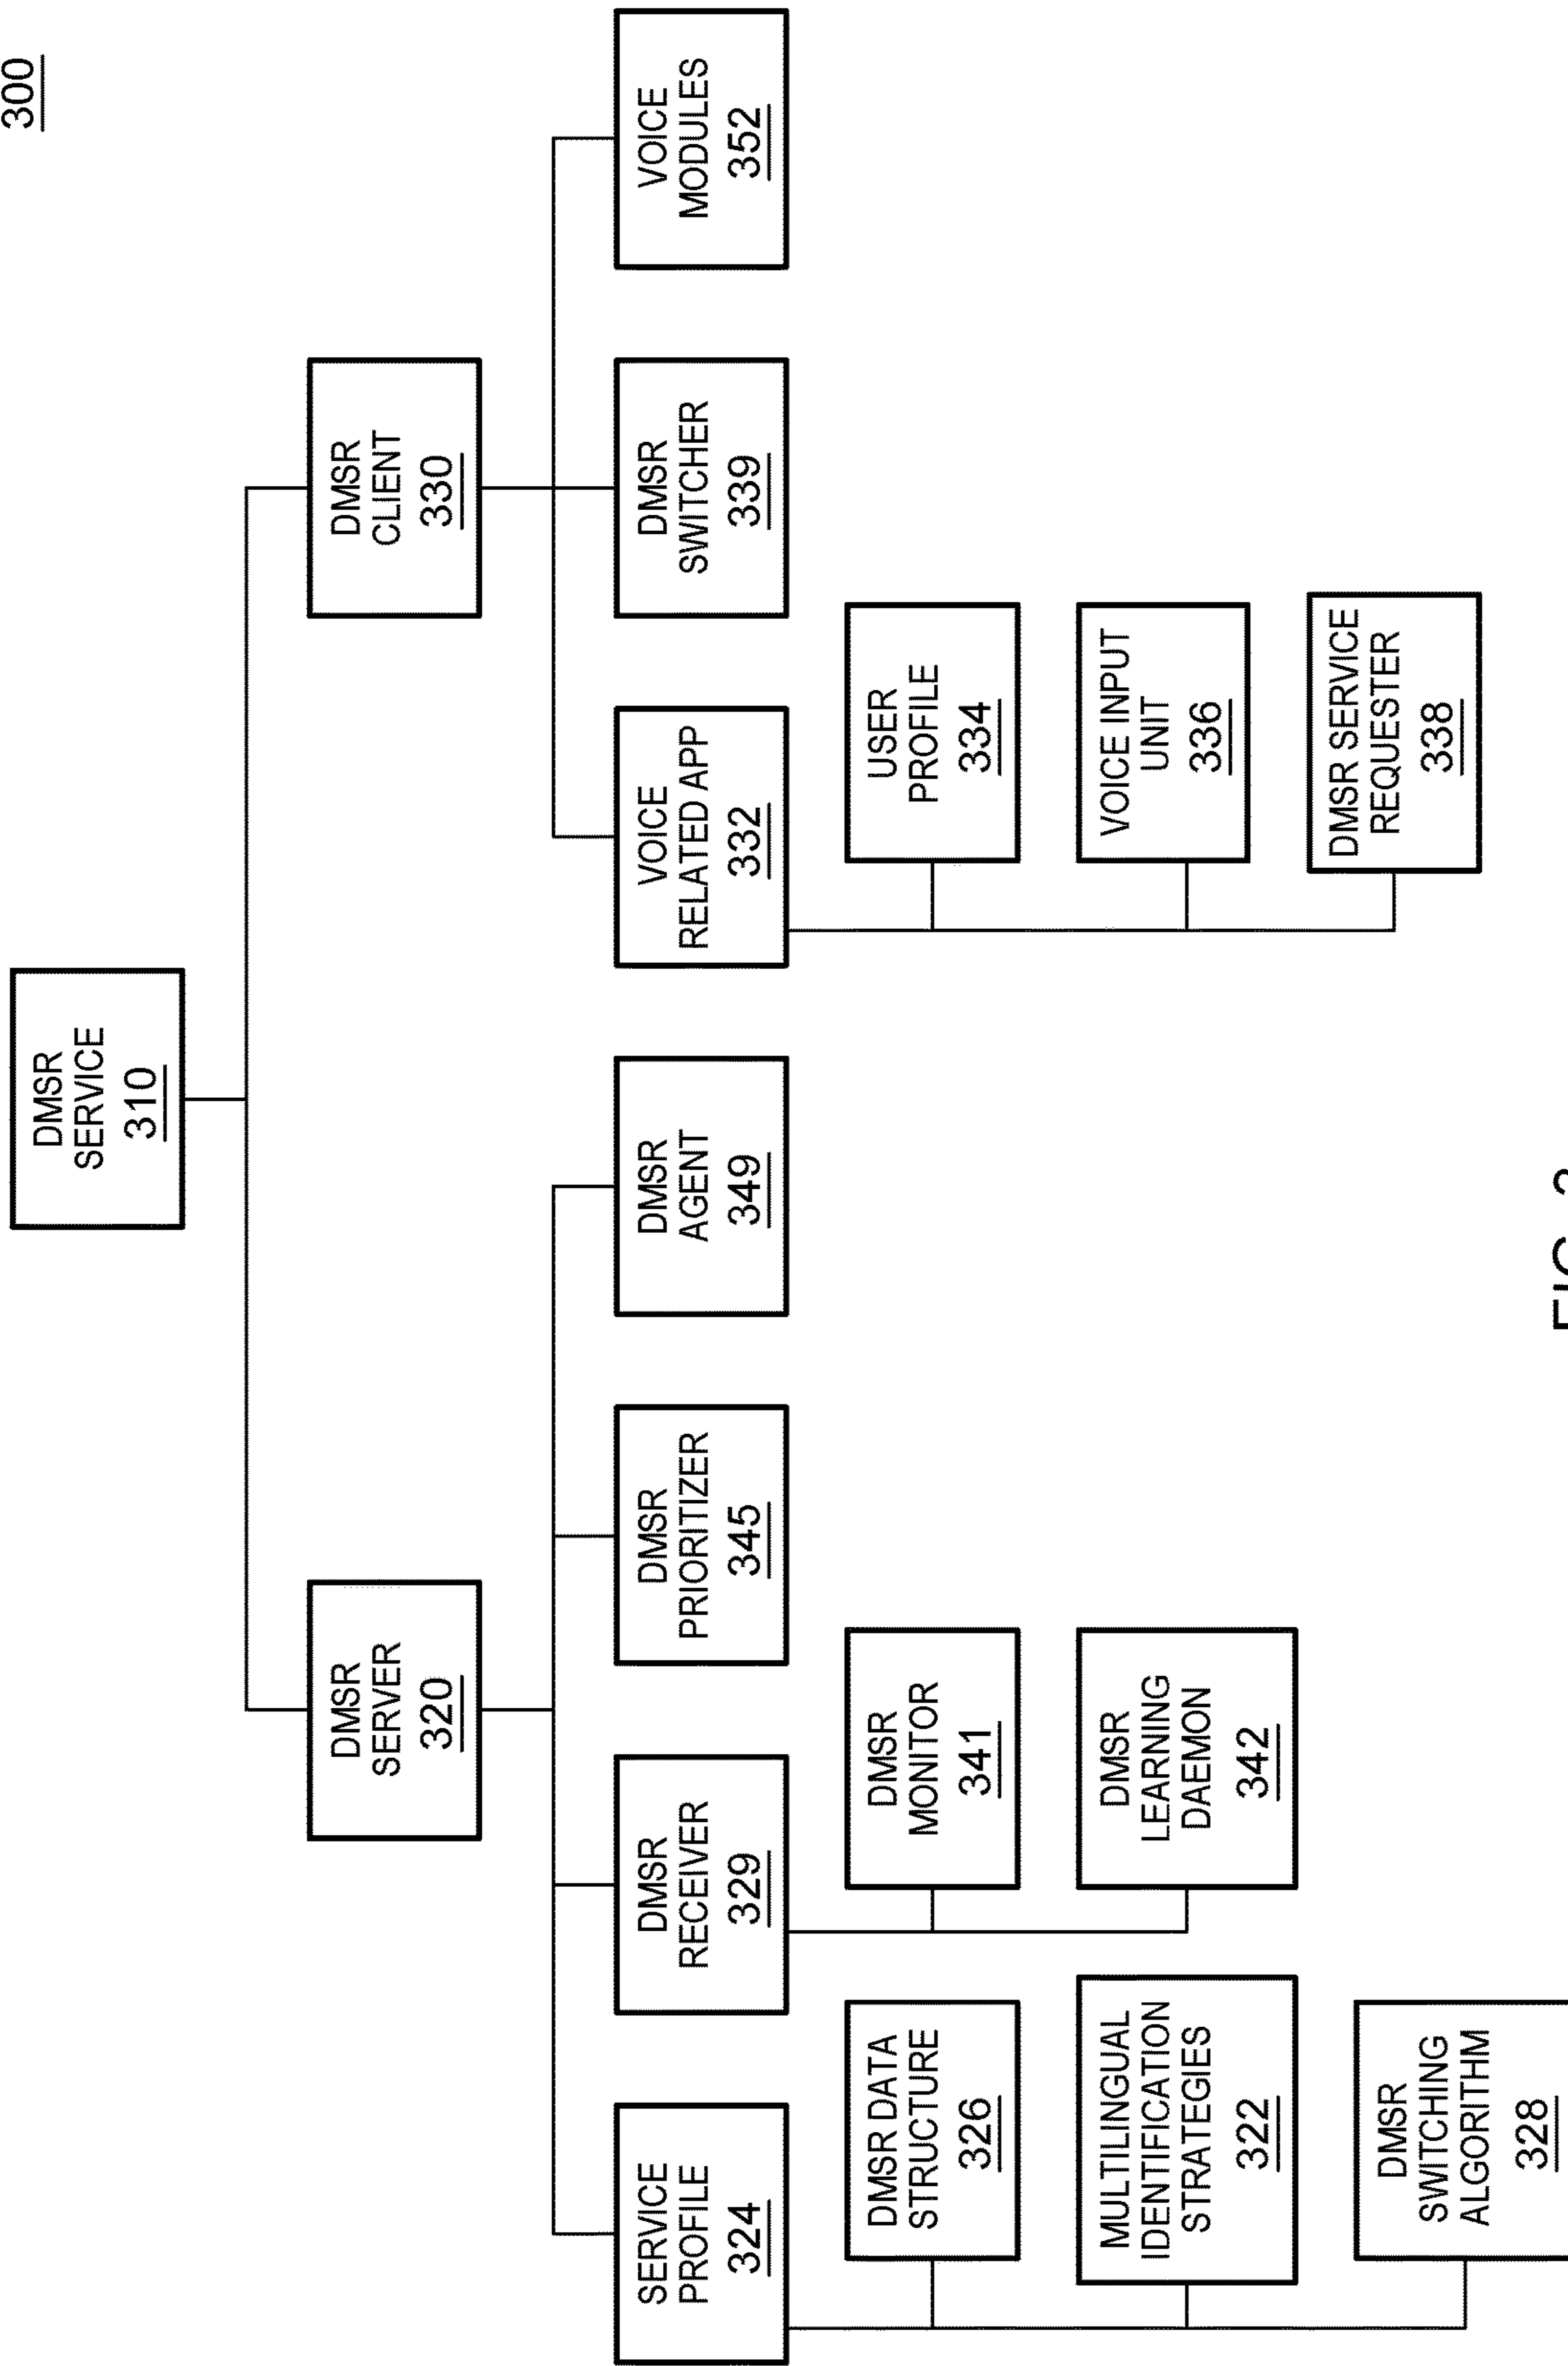 300
DMSR
SERVICE
310
DMSR
SERVER
320
DMSR
CLIENT
330
SERVICE
PROFILE
324
DMSR
RECEIVER
329
DMSR
PRIORITIZER
345
DMSR
AGENT
349
VOICE
RELATED APP
332
DMSR
SWITCHER
339
VOICE
MODULES
352
DMSR DATA
STRUCTURE
326
DMSR
MONITOR
341
USER
PROFILE
334
MULTILINGUAL
IDENTIFICATION
STRATEGIES
322
DMSR
LEARNING
DAEMON
342
VOICE INPUT
UNIT
336
DMSR
SWITCHING
ALGORITHM
328
DMSR SERVICE
REQUESTER
338